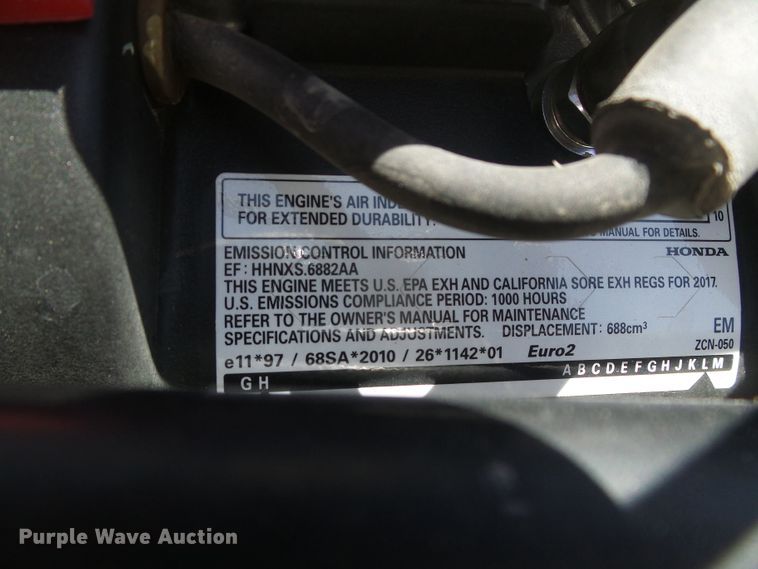 THIS ENGINE'S AIR
FOR EXTENDED DURABILITY. 10
MANUAL FOR DETAILS.
EMISSION CONTROL INFORMATION HONDA
EF : HHNXS.6882AA
THIS ENGINE MEETS U.S. EPA EXH AND CALIFORNIA SORE EXH REGS FOR 2017.
U.S. EMISSIONS COMPLIANCE PERIOD: 1000 HOURS
REFER TO THE OWNER'S MANUAL FOR MAINTENANCE
SPECIFICATIONS AND ADJUSTMENTS. DISPLACEMENT : 688cm³ EM
e11*97 / 68SA*2010 / 26*1142*01 Euro2 ZCN-050
G H A B C D E F G H J K L M
Purple Wave Auction